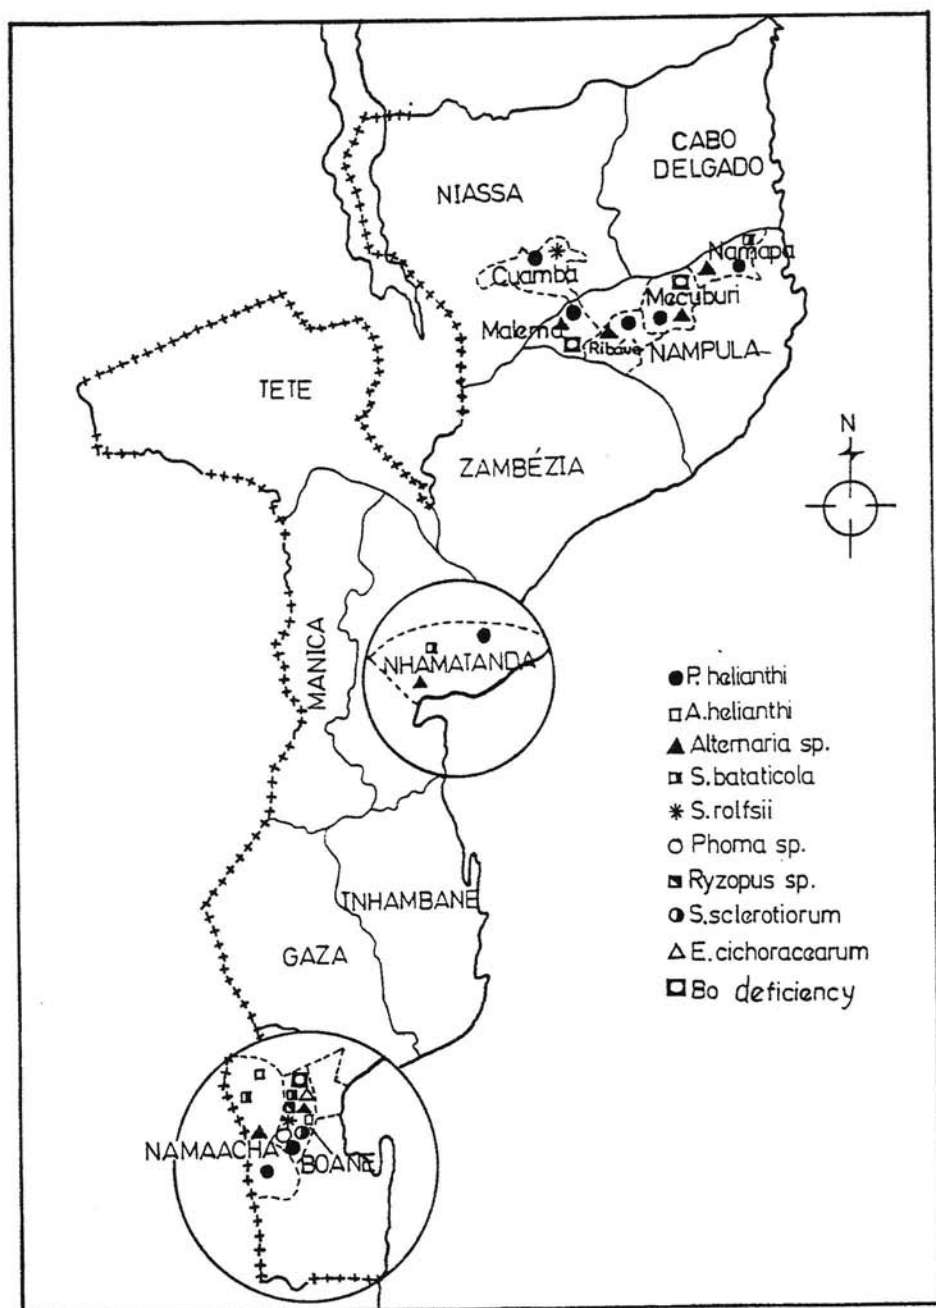 CABO
DELGADO
NIASSA
Namapa
Cuamba
Mecuburi
Malema
Ribaue
NAMPULA
TETE
ZAMBÉZIA
N
MANICA
NHAMATANDA
P. helianthi
A. helianthi
Alternaria sp.
S. bataticola
S. rolfsii
Phoma sp.
Ryzopus sp.
S. sclerotiorum
E. cichoracearum
Bo deficiency
INHAMBANE
GAZA
NAMAACHA
BOANE